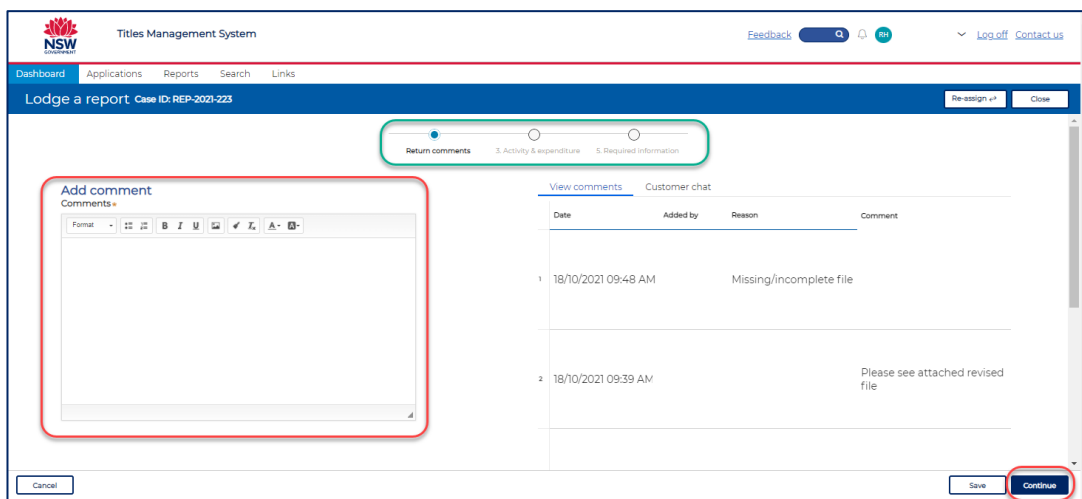 NSW
GOVERNMENT
Titles Management System
Feedback
RH
Log off Contact us
Dashboard Applications Reports Search Links
Lodge a report Case ID: REP-2021-223
Re-assign
Close
Return comments 3. Activity & expenditure 5. Required information
Add comment
Comments
Format B I U Tx A A
View comments Customer chat
Date Added by Reason Comment
1 18/10/2021 09:48 AM Missing/incomplete file
2 18/10/2021 09:39 AM Please see attached revised
file
Cancel
Save
Continue